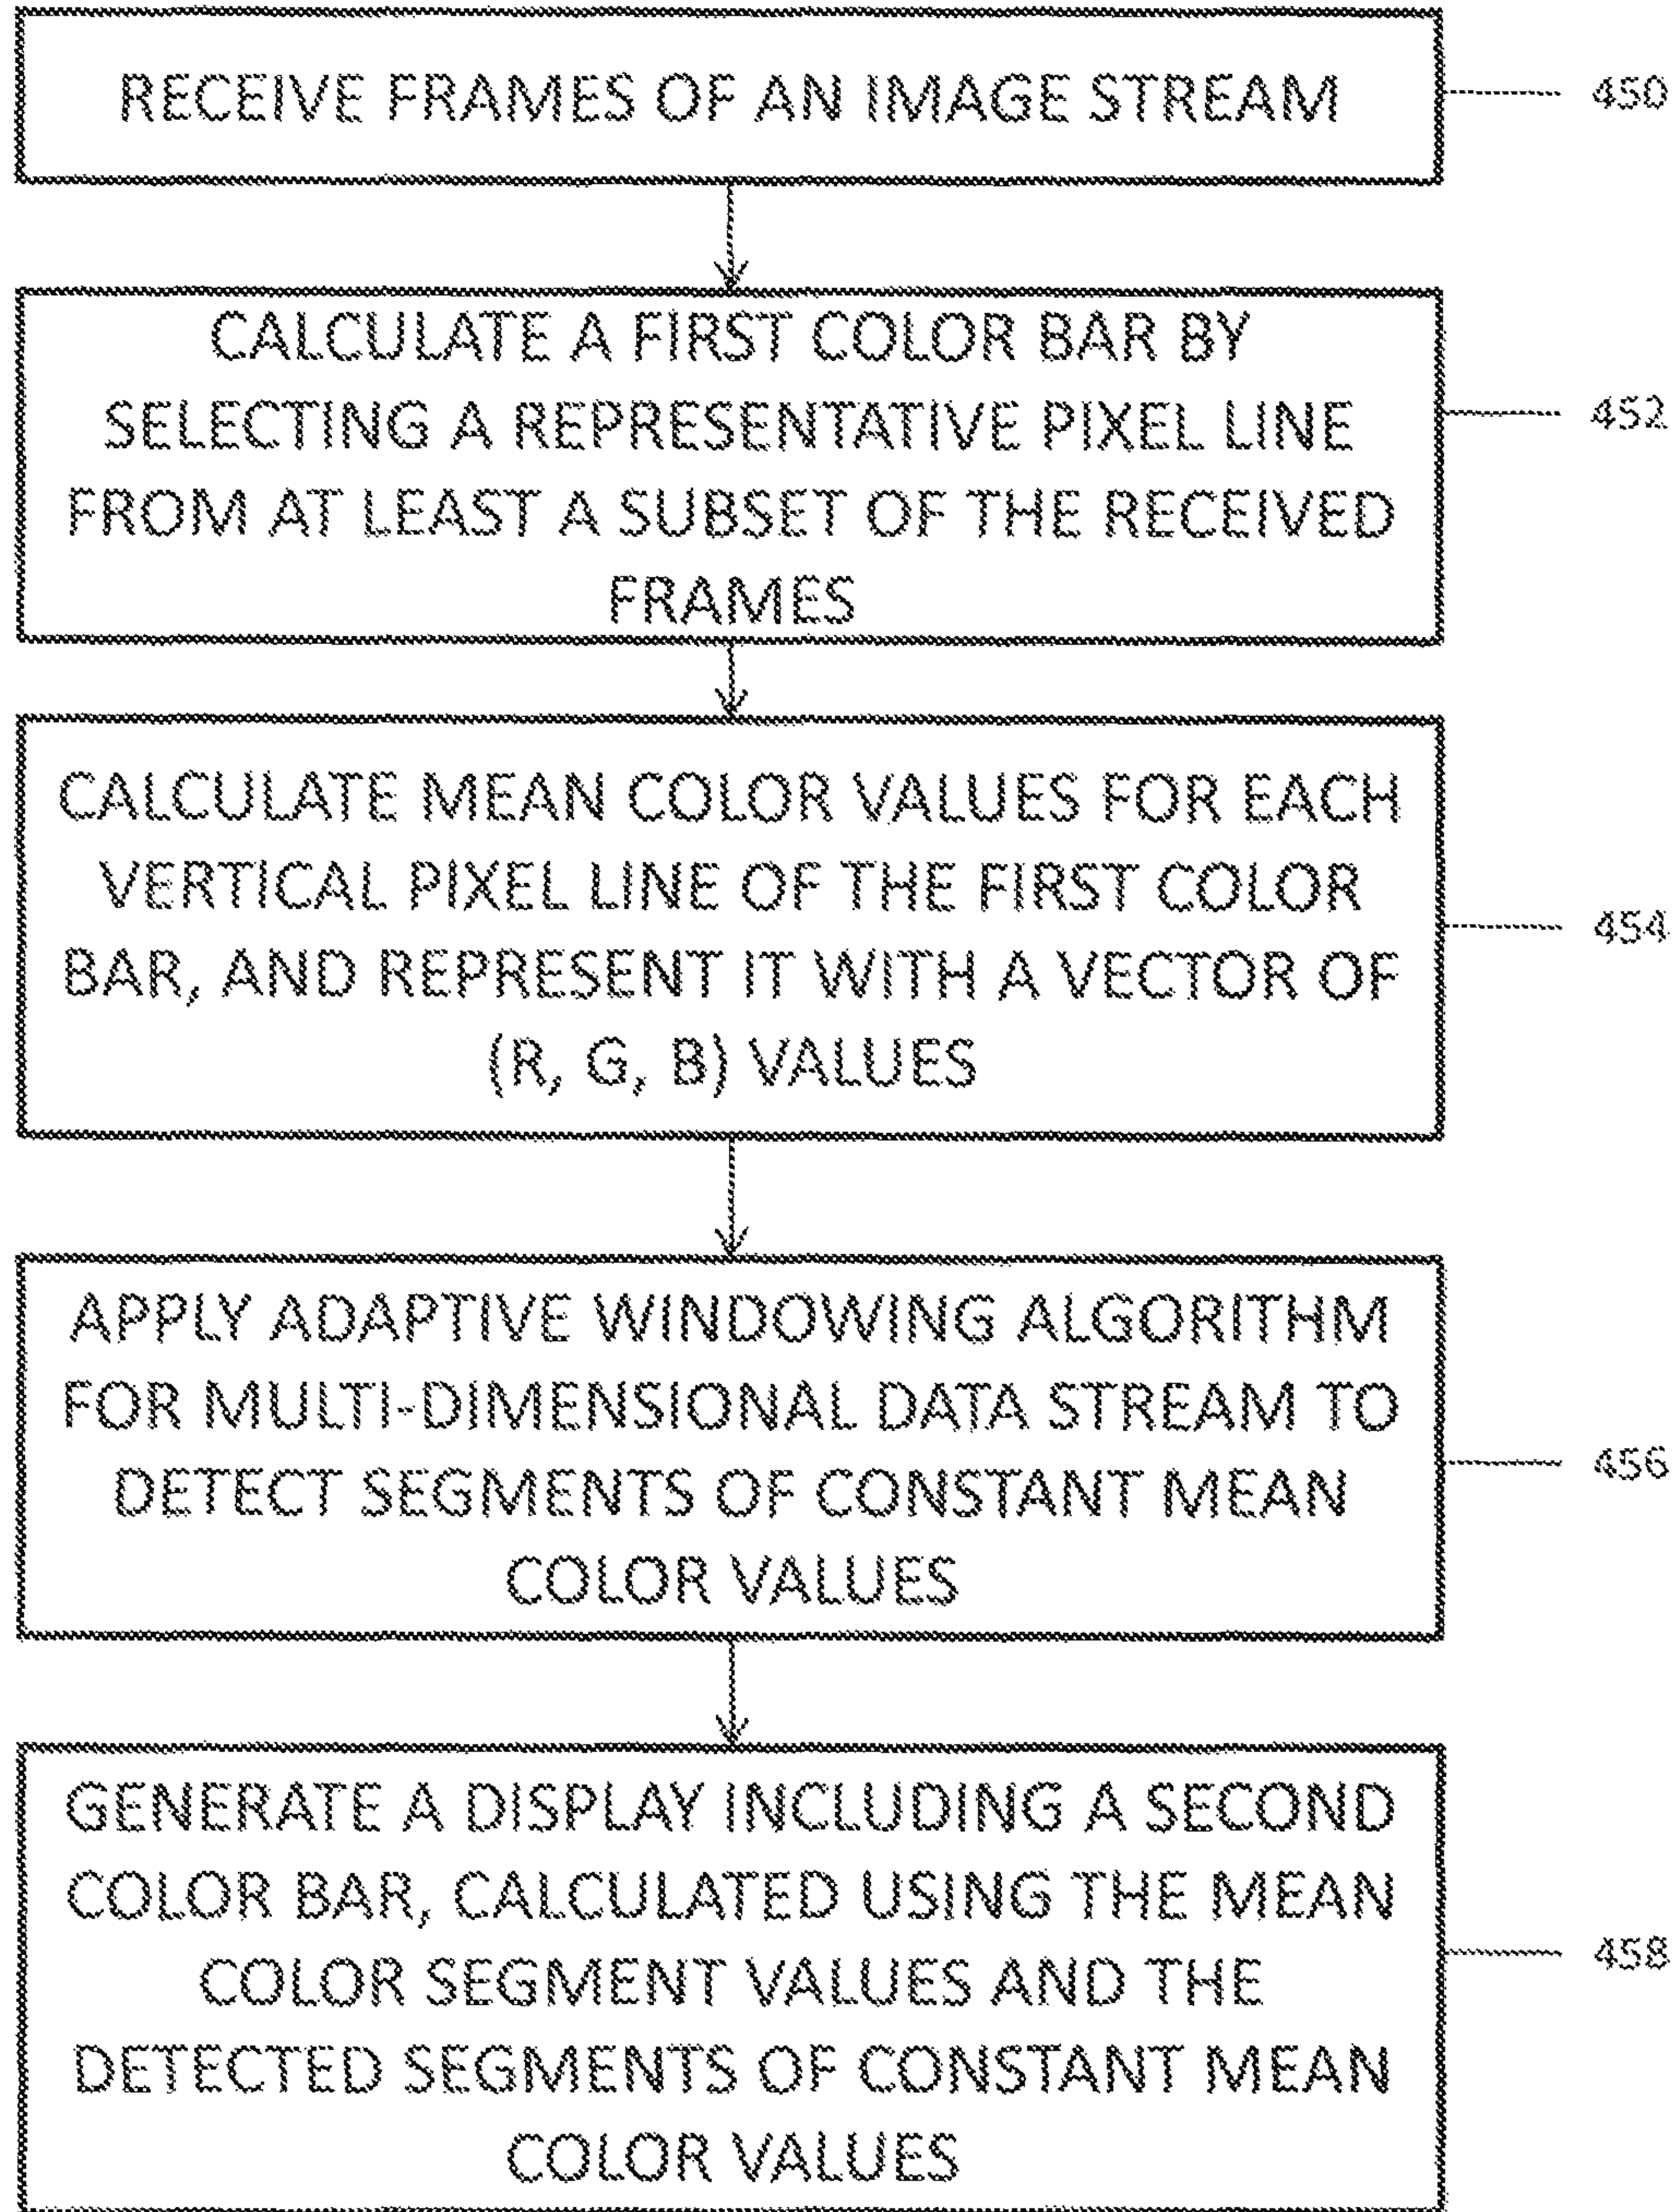 RECEIVE FRAMES OF AN IMAGE STREAM
450
CALCULATE A FIRST COLOR BAR BY
SELECTING A REPRESENTATIVE PIXEL LINE
FROM AT LEAST A SUBSET OF THE RECEIVED
FRAMES
452
CALCULATE MEAN COLOR VALUES FOR EACH
VERTICAL PIXEL LINE OF THE FIRST COLOR
BAR, AND REPRESENT IT WITH A VECTOR OF
(R, G, B) VALUES
454
APPLY ADAPTIVE WINDOWING ALGORITHM
FOR MULTI-DIMENSIONAL DATA STREAM TO
DETECT SEGMENTS OF CONSTANT MEAN
COLOR VALUES
456
GENERATE A DISPLAY INCLUDING A SECOND
COLOR BAR, CALCULATED USING THE MEAN
COLOR SEGMENT VALUES AND THE
DETECTED SEGMENTS OF CONSTANT MEAN
COLOR VALUES
458